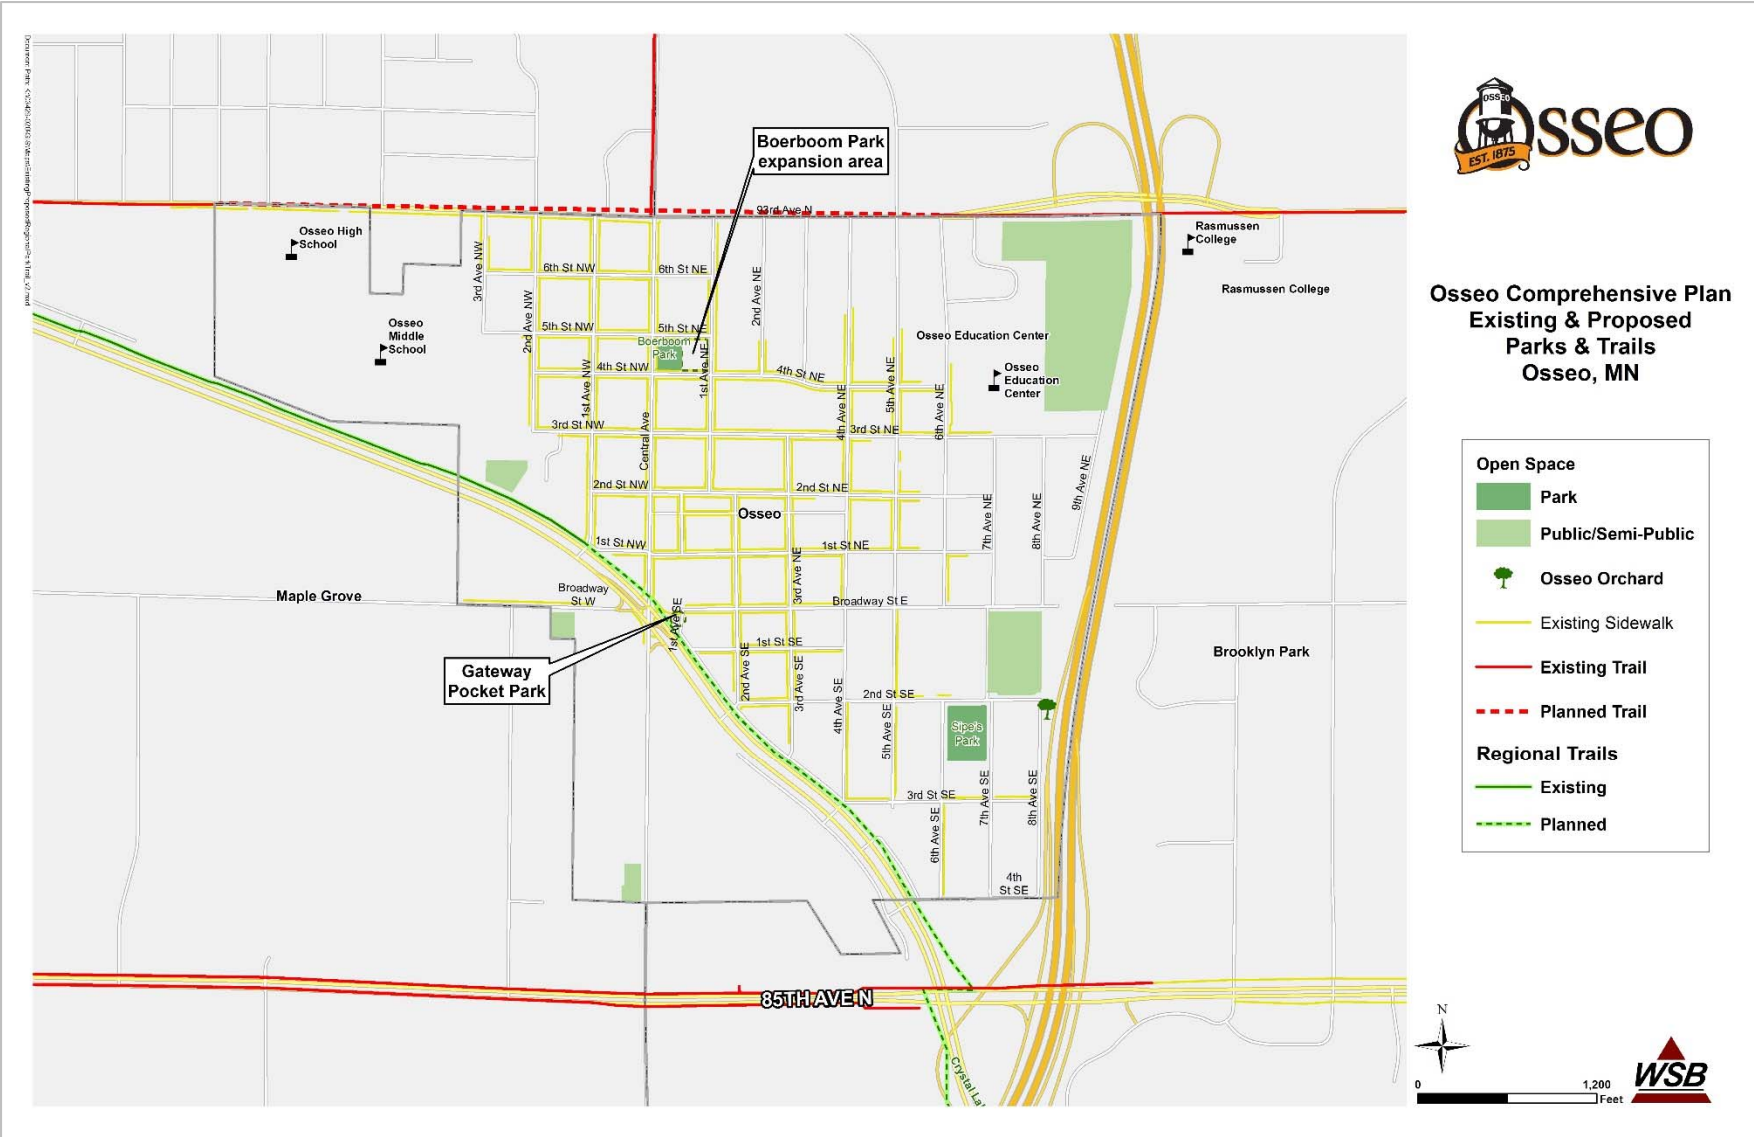 Boerboom Park
expansion area
93rd Ave N
Osseo High
School
Rasmussen
College
Rasmussen College
3rd Ave NW
6th St NW
6th St NE
2nd Ave NE
2nd Ave NW
5th St NW
5th St NE
Boerboom
Park
Osseo
Middle
School
Osseo Education Center
Osseo
Education
Center
4th St NW
4th St NE
1st Ave NW
1st Ave NE
4th Ave NE
5th Ave NE
6th Ave NE
3rd St NW
3rd St NE
Central Ave
2nd St NW
2nd St NE
Osseo
7th Ave NE
8th Ave NE
9th Ave NE
1st St NW
1st St NE
3rd Ave NE
Maple Grove
Broadway
St W
Broadway St E
1st Ave SE
Gateway
Pocket Park
1st St SE
2nd Ave SE
3rd Ave SE
4th Ave SE
2nd St SE
5th Ave SE
Sipe's
Park
Brooklyn Park
3rd St SE
6th Ave SE
7th Ave SE
8th Ave SE
4th
St SE
85TH AVE N
Crystal La
OSSEO
Osseo
EST. 1875
Osseo Comprehensive Plan
Existing & Proposed
Parks & Trails
Osseo, MN
Open Space
Park
Public/Semi-Public
Osseo Orchard
Existing Sidewalk
Existing Trail
Planned Trail
Regional Trails
Existing
Planned
N
0
1,200
Feet
WSB